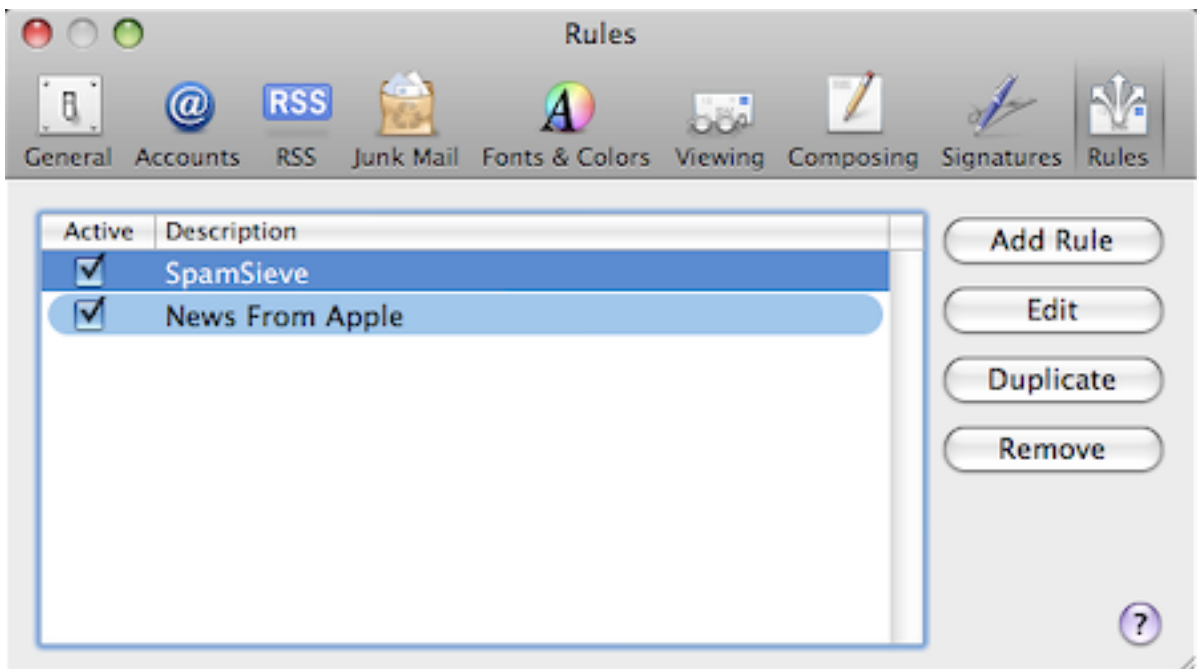 Rules
@ RSS A
General Accounts RSS Junk Mail Fonts & Colors Viewing Composing Signatures Rules
Active Description
SpamSieve
News From Apple
Add Rule
Edit
Duplicate
Remove
?